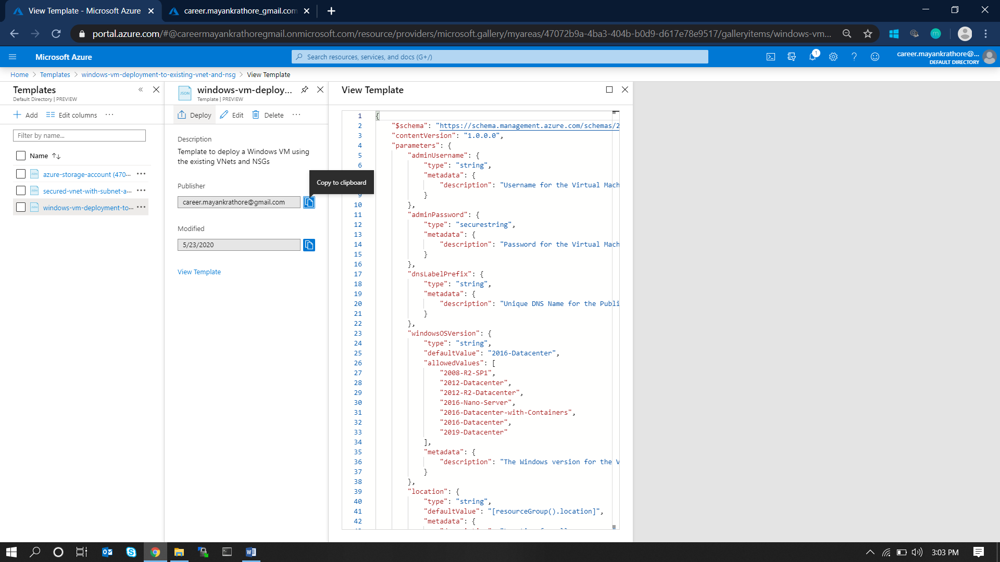 View Template - Microsoft Azure
career.mayankrathore_gmail.com
portal.azure.com/#@careermayankrathoregmail.onmicrosoft.com/resource/providers/microsoft.gallery/myareas/47072b9a-4ba3-404b-b0d9-d617e78e9517/galleryitems/windows-vm...
m
Microsoft Azure
Search resources, services, and docs (G+/)
1
career.mayankrathore@...
DEFAULT DIRECTORY
Home > Templates > windows-vm-deployment-to-existing-vnet-and-nsg > View Template
Templates
Default Directory | PREVIEW
Add
Edit columns
Filter by name...
Name
azure-storage-account (470...
secured-vnet-with-subnet-a...
windows-vm-deployment-to...
JSON
windows-vm-deploy...
Template | PREVIEW
Deploy
Edit
Delete
Description
Template to deploy a Windows VM using
the existing VNets and NSGs
Publisher
career.mayankrathore@gmail.com
Copy to clipboard
Modified
5/23/2020
View Template
View Template
1 {
2 "$schema": "https://schema.management.azure.com/schemas/2
3 "contentVersion": "1.0.0.0",
4 "parameters": {
5 "adminUsername": {
6 "type": "string",
"metadata": {
"description": "Username for the Virtual Mach
9 }
10 },
11 "adminPassword": {
12 "type": "securestring",
13 "metadata": {
14 "description": "Password for the Virtual Mach
15 }
16 },
17 "dnsLabelPrefix": {
18 "type": "string",
19 "metadata": {
20 "description": "Unique DNS Name for the Publi
21 }
22 },
23 "windowsOSVersion": {
24 "type": "string",
25 "defaultValue": "2016-Datacenter",
26 "allowedValues": [
27 "2008-R2-SP1",
28 "2012-Datacenter",
29 "2012-R2-Datacenter",
30 "2016-Nano-Server",
31 "2016-Datacenter-with-Containers",
32 "2016-Datacenter",
33 "2019-Datacenter"
34 ],
35 "metadata": {
36 "description": "The Windows version for the V
37 }
38 },
39 "location": {
40 "type": "string",
41 "defaultValue": "[resourceGroup().location]",
42 "metadata": {
3:03 PM